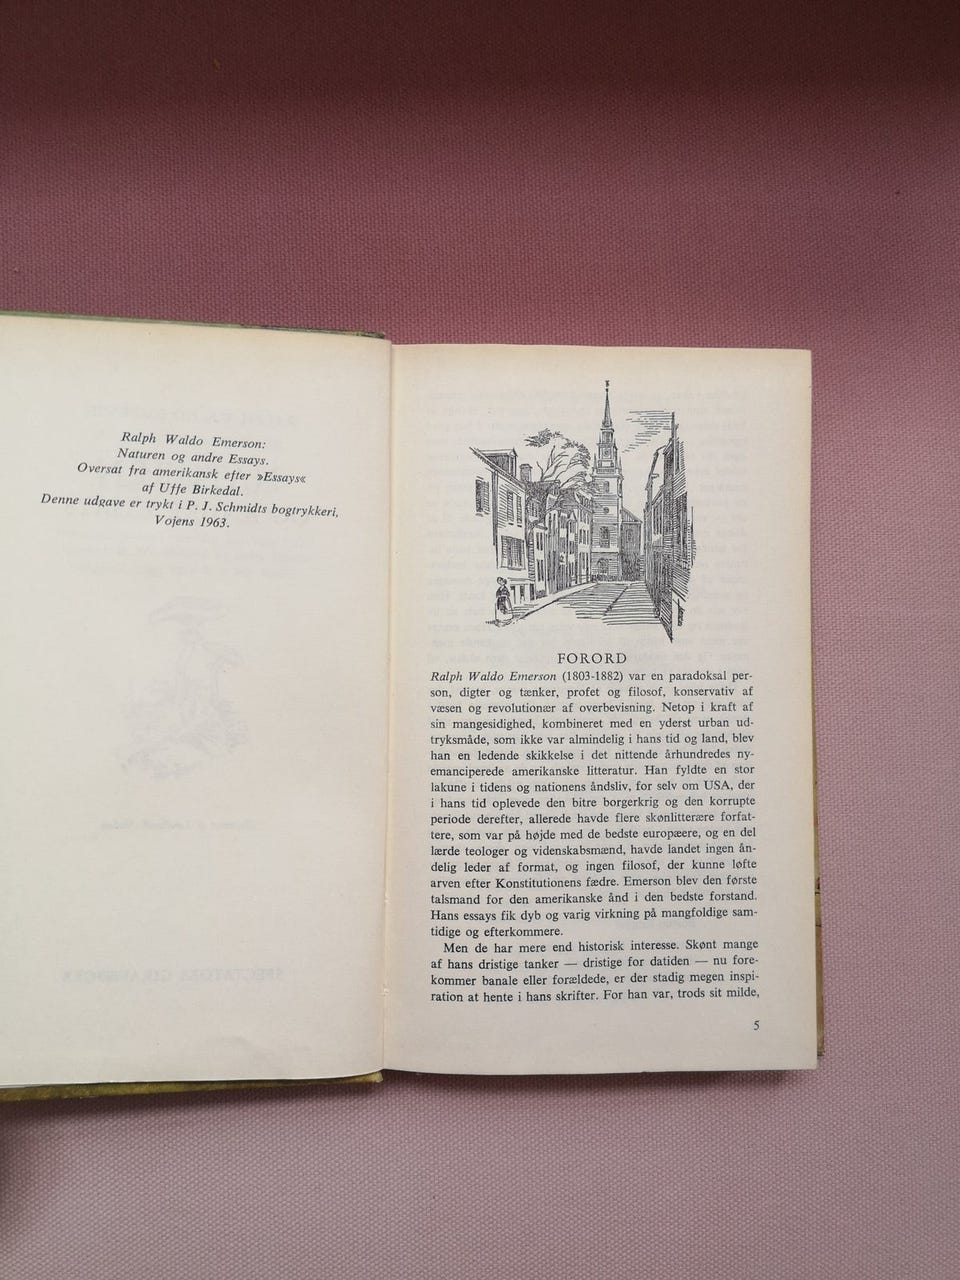 Ralph Waldo Emerson:
Naturen og andre Essays.
Oversat fra amerikansk efter »Essays«
af Uffe Birkedal.
Denne udgave er trykt i P. J. Schmidts bogtrykkeri,
Vojens 1963.
FORORD
Ralph Waldo Emerson (1803-1882) var en paradoksal per-
son, digter og tænker, profet og filosof, konservativ af
væsen og revolutionær af overbevisning. Netop i kraft af
sin mangesidighed, kombineret med en yderst urban ud-
tryksmåde, som ikke var almindelig i hans tid og land, blev
han en ledende skikkelse i det nittende århundredes ny-
emanciperede amerikanske litteratur. Han fyldte en stor
lakune i tidens og nationens åndsliv, for selv om USA, der
i hans tid oplevede den bitre borgerkrig og den korrupte
periode derefter, allerede havde flere skønlitterære forfat-
tere, som var på højde med de bedste europæere, og en del
lærde teologer og videnskabsmænd, havde landet ingen ån-
delig leder af format, og ingen filosof, der kunne løfte
arven efter Konstitutionens fædre. Emerson blev den første
talsmand for den amerikanske ånd i den bedste forstand.
Hans essays fik dyb og varig virkning på mangfoldige sam-
tidige og efterkommere.
Men de har mere end historisk interesse. Skønt mange
af hans dristige tanker — dristige for datiden — nu fore-
kommer banale eller forældede, er der stadig megen inspi-
ration at hente i hans skrifter. For han var, trods sit milde,
5